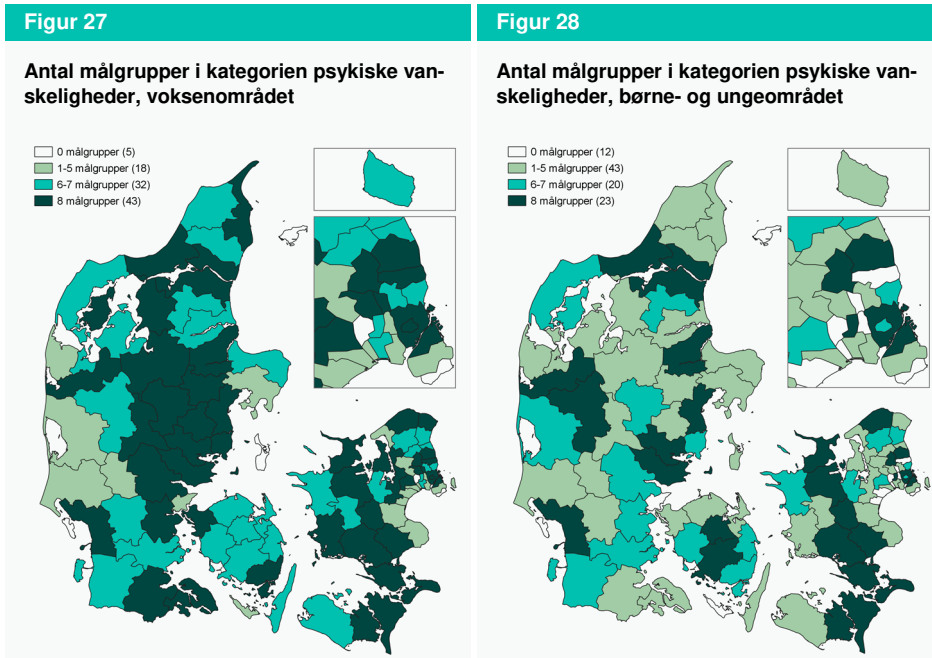 Figur 27
Antal målgrupper i kategorien psykiske van-
skeligheder, voksenområdet
0 målgrupper (5)
1-5 målgrupper (18)
6-7 målgrupper (32)
8 målgrupper (43)
Figur 28
Antal målgrupper i kategorien psykiske van-
skeligheder, børne- og ungeområdet
0 målgrupper (12)
1-5 målgrupper (43)
6-7 målgrupper (20)
8 målgrupper (23)